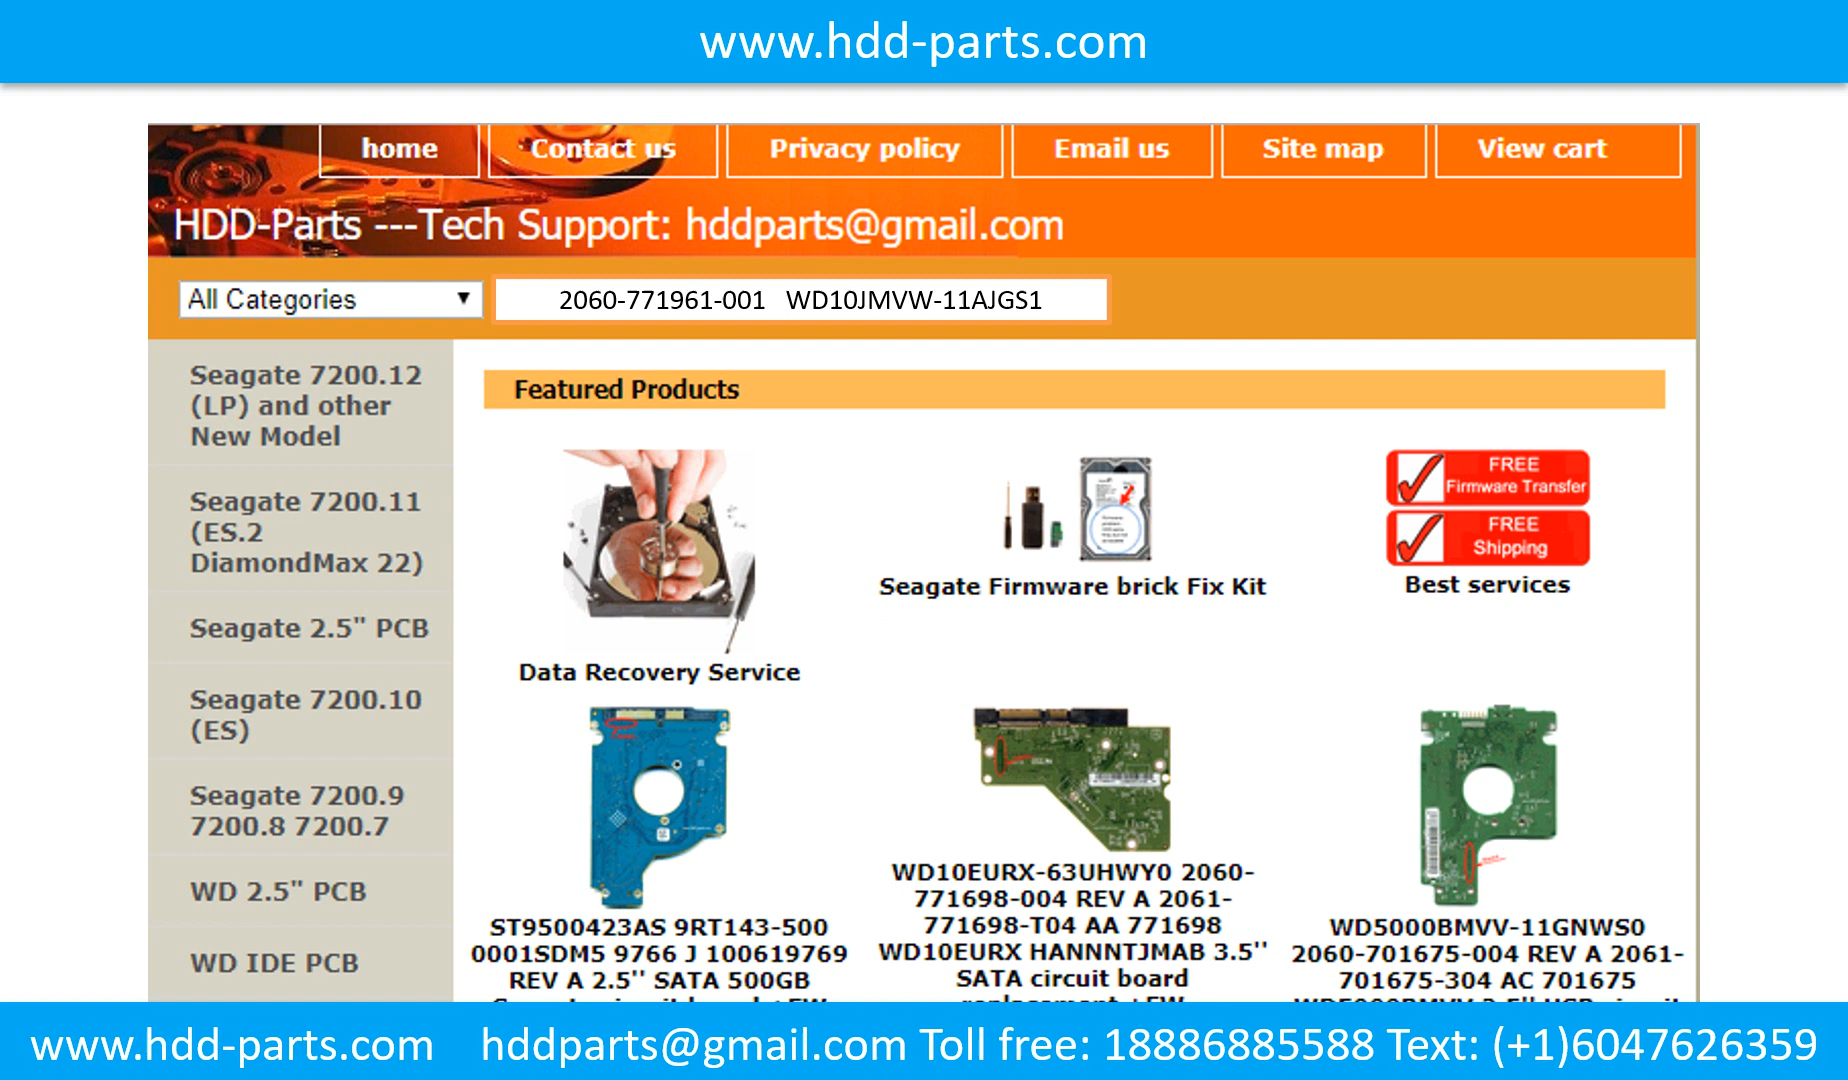 www.hdd-parts.com
home
Contact us
Privacy policy
Email us
Site map
View cart
HDD-Parts ---Tech Support: hddparts@gmail.com
All Categories
2060-771961-001 WD10JMVW-11AJGS1
Seagate 7200.12
(LP) and other
New Model
Seagate 7200.11
(ES.2
DiamondMax 22)
Seagate 2.5" PCB
Seagate 7200.10
(ES)
Seagate 7200.9
7200.8 7200.7
WD 2.5" PCB
WD IDE PCB
Featured Products
Data Recovery Service
Seagate Firmware brick Fix Kit
FREE
Firmware Transfer
FREE
Shipping
Best services
ST9500423AS 9RT143-500
0001SDM5 9766 J 100619769
REV A 2.5'' SATA 500GB
WD10EURX-63UHWY0 2060-
771698-004 REV A 2061-
771698-T04 AA 771698
WD10EURX HANNNTJMAB 3.5''
SATA circuit board
WD5000BMVV-11GNWS0
2060-701675-004 REV A 2061-
701675-304 AC 701675
www.hdd-parts.com hddparts@gmail.com Toll free: 18886885588 Text: (+1)6047626359